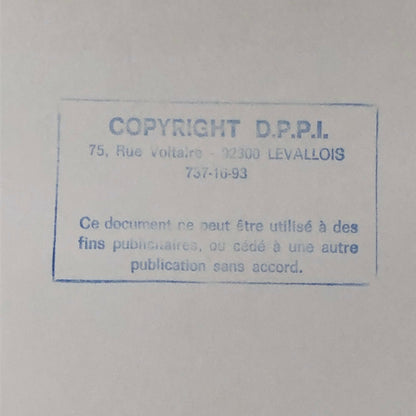 COPYRIGHT D.P.P.I.
75, Rue Voltaire - 92300 LEVALLOIS
737-16-93
Ce document ne peut être utilisé à des
fins publicitaires, ou cédé à une autre
publication sans accord.